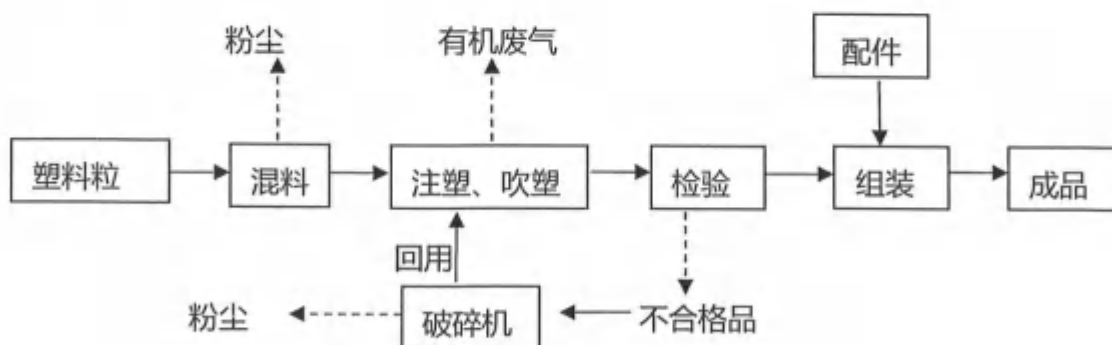 粉尘
有机废气
配件
塑料粒
混料
注塑、吹塑
检验
组装
成品
回用
粉尘
破碎机
不合格品